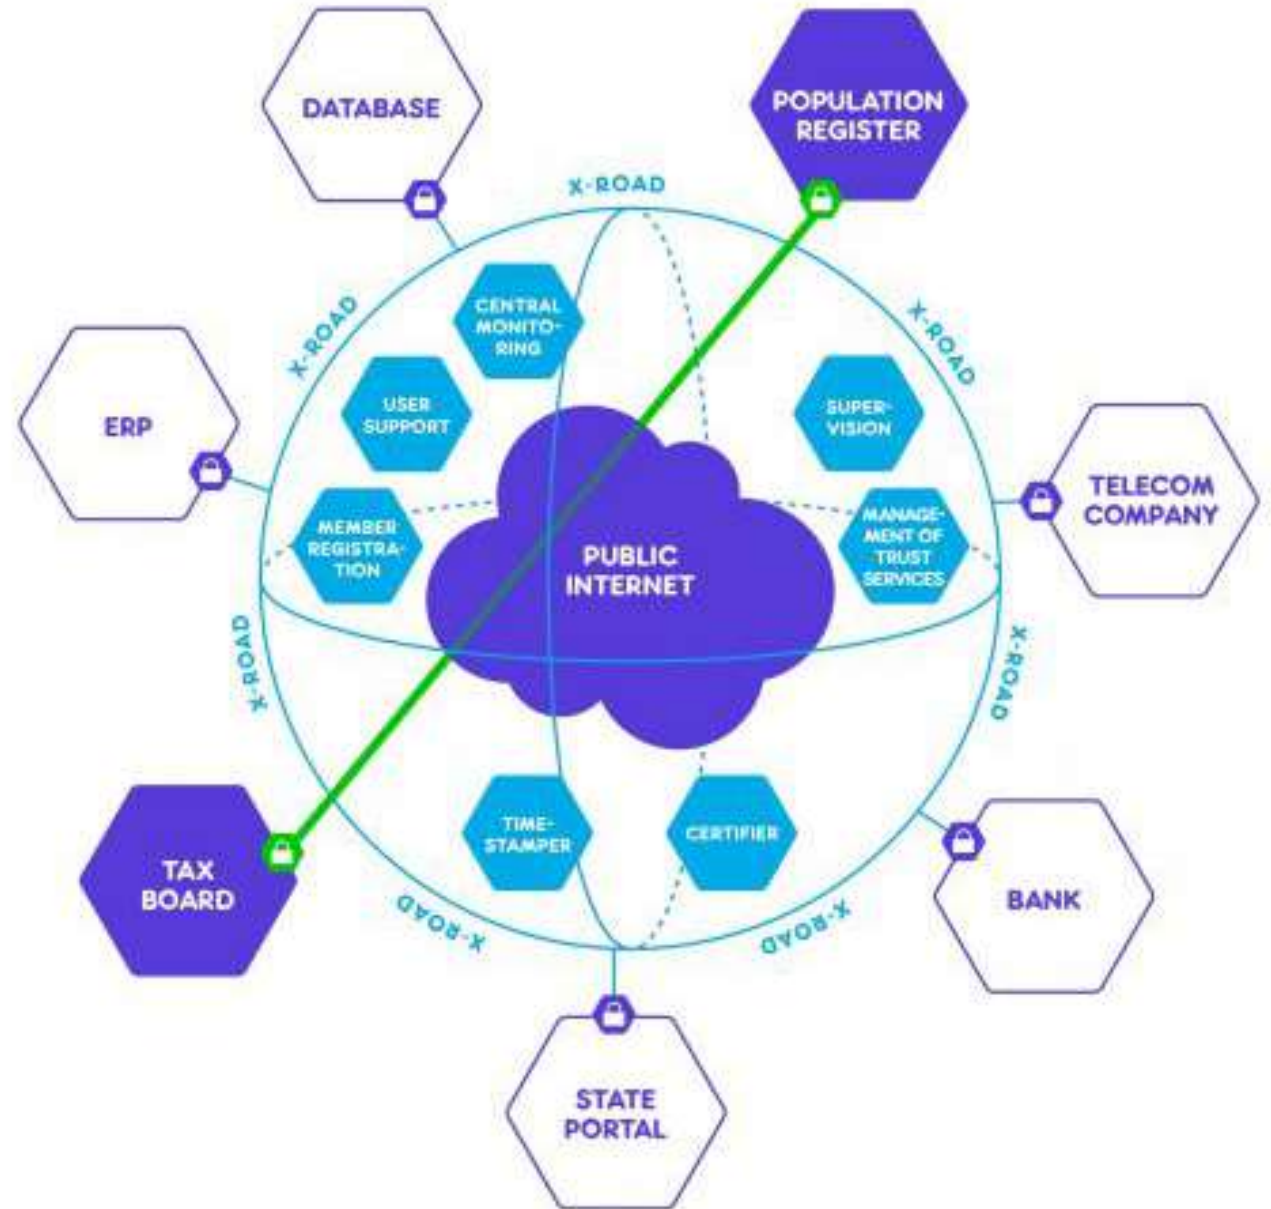 DATABASE
POPULATION
REGISTER
X-ROAD
X-ROAD
X-ROAD
CENTRAL
MONITO-
RING
USER
SUPPORT
SUPER-
VISION
ERP
TELECOM
COMPANY
MEMBER
REGISTRA-
TION
MANAGE-
MENT OF
TRUST
SERVICES
PUBLIC
INTERNET
X-ROAD
X-ROAD
TIME-
STAMPER
CERTIFIER
TAX
BOARD
BANK
X-ROAD
X-ROAD
STATE
PORTAL